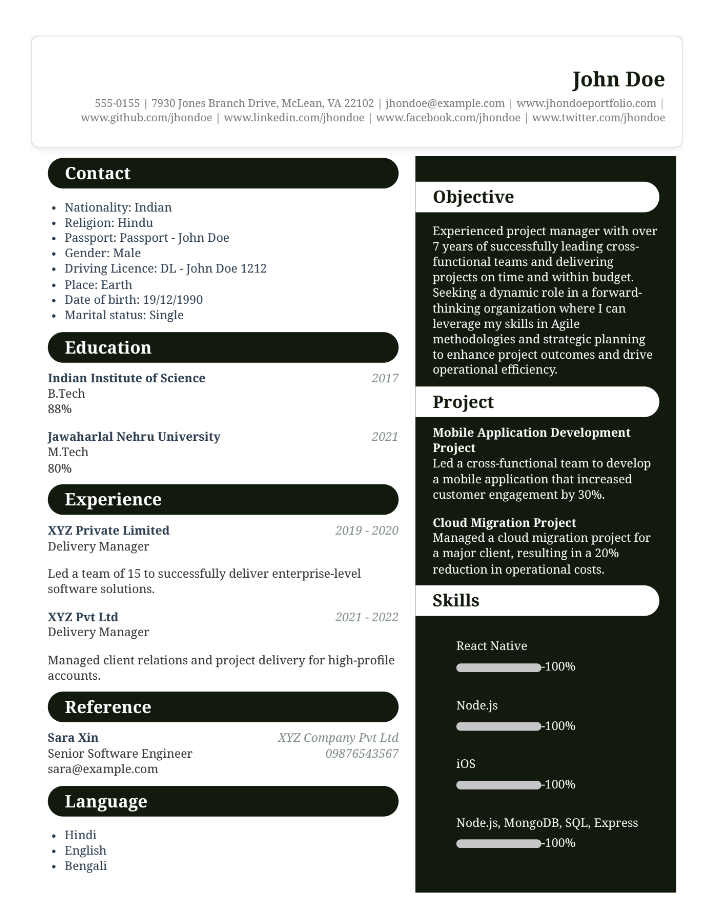 John Doe
555-0155 | 7930 Jones Branch Drive, McLean, VA 22102 | jhondoe@example.com | www.jhondoeportfolio.com |
www.github.com/jhondoe | www.linkedin.com/jhondoe | www.facebook.com/jhondoe | www.twitter.com/jhondoe
Contact
• Nationality: Indian
• Religion: Hindu
• Passport: Passport - John Doe
• Gender: Male
• Driving Licence: DL - John Doe 1212
• Place: Earth
• Date of birth: 19/12/1990
• Marital status: Single
Education
Indian Institute of Science 2017
B.Tech
88%
Jawaharlal Nehru University 2021
M.Tech
80%
Experience
XYZ Private Limited 2019 - 2020
Delivery Manager
Led a team of 15 to successfully deliver enterprise-level
software solutions.
XYZ Pvt Ltd 2021 - 2022
Delivery Manager
Managed client relations and project delivery for high-profile
accounts.
Reference
Sara Xin XYZ Company Pvt Ltd
Senior Software Engineer 09876543567
sara@example.com
Language
• Hindi
• English
• Bengali
Objective
Experienced project manager with over
7 years of successfully leading cross-
functional teams and delivering
projects on time and within budget.
Seeking a dynamic role in a forward-
thinking organization where I can
leverage my skills in Agile
methodologies and strategic planning
to enhance project outcomes and drive
operational efficiency.
Project
Mobile Application Development
Project
Led a cross-functional team to develop
a mobile application that increased
customer engagement by 30%.
Cloud Migration Project
Managed a cloud migration project for
a major client, resulting in a 20%
reduction in operational costs.
Skills
React Native
-100%
Node.js
-100%
iOS
-100%
Node.js, MongoDB, SQL, Express
-100%